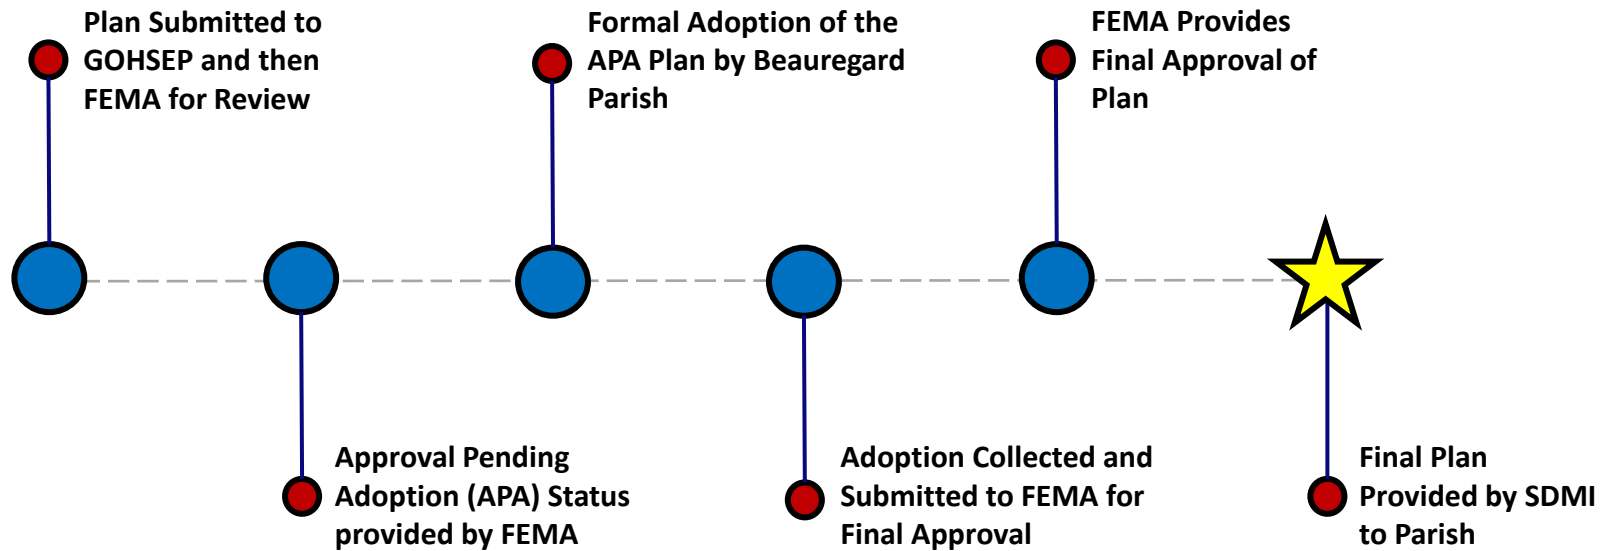 Plan Submitted to
GOHSEP and then
FEMA for Review
Formal Adoption of the
APA Plan by Beauregard
Parish
FEMA Provides
Final Approval of
Plan
Approval Pending
Adoption (APA) Status
provided by FEMA
Adoption Collected and
Submitted to FEMA for
Final Approval
Final Plan
Provided by SDMI
to Parish